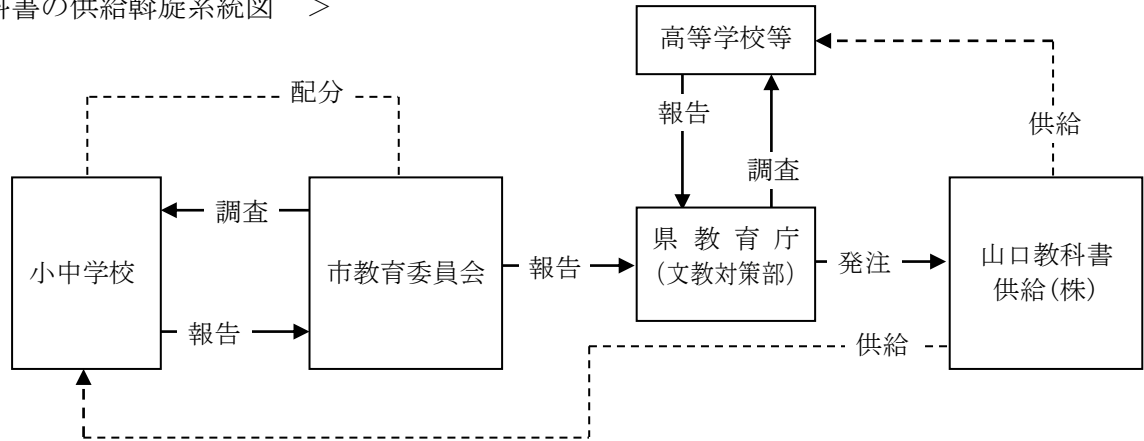 科書の供給斡旋系統図 >
高等学校等
配分
報告
供給
調査
調査
県教育庁
(文教対策部)
小中学校
市教育委員会
報告
発注
山口教科書
供給(株)
報告
供給